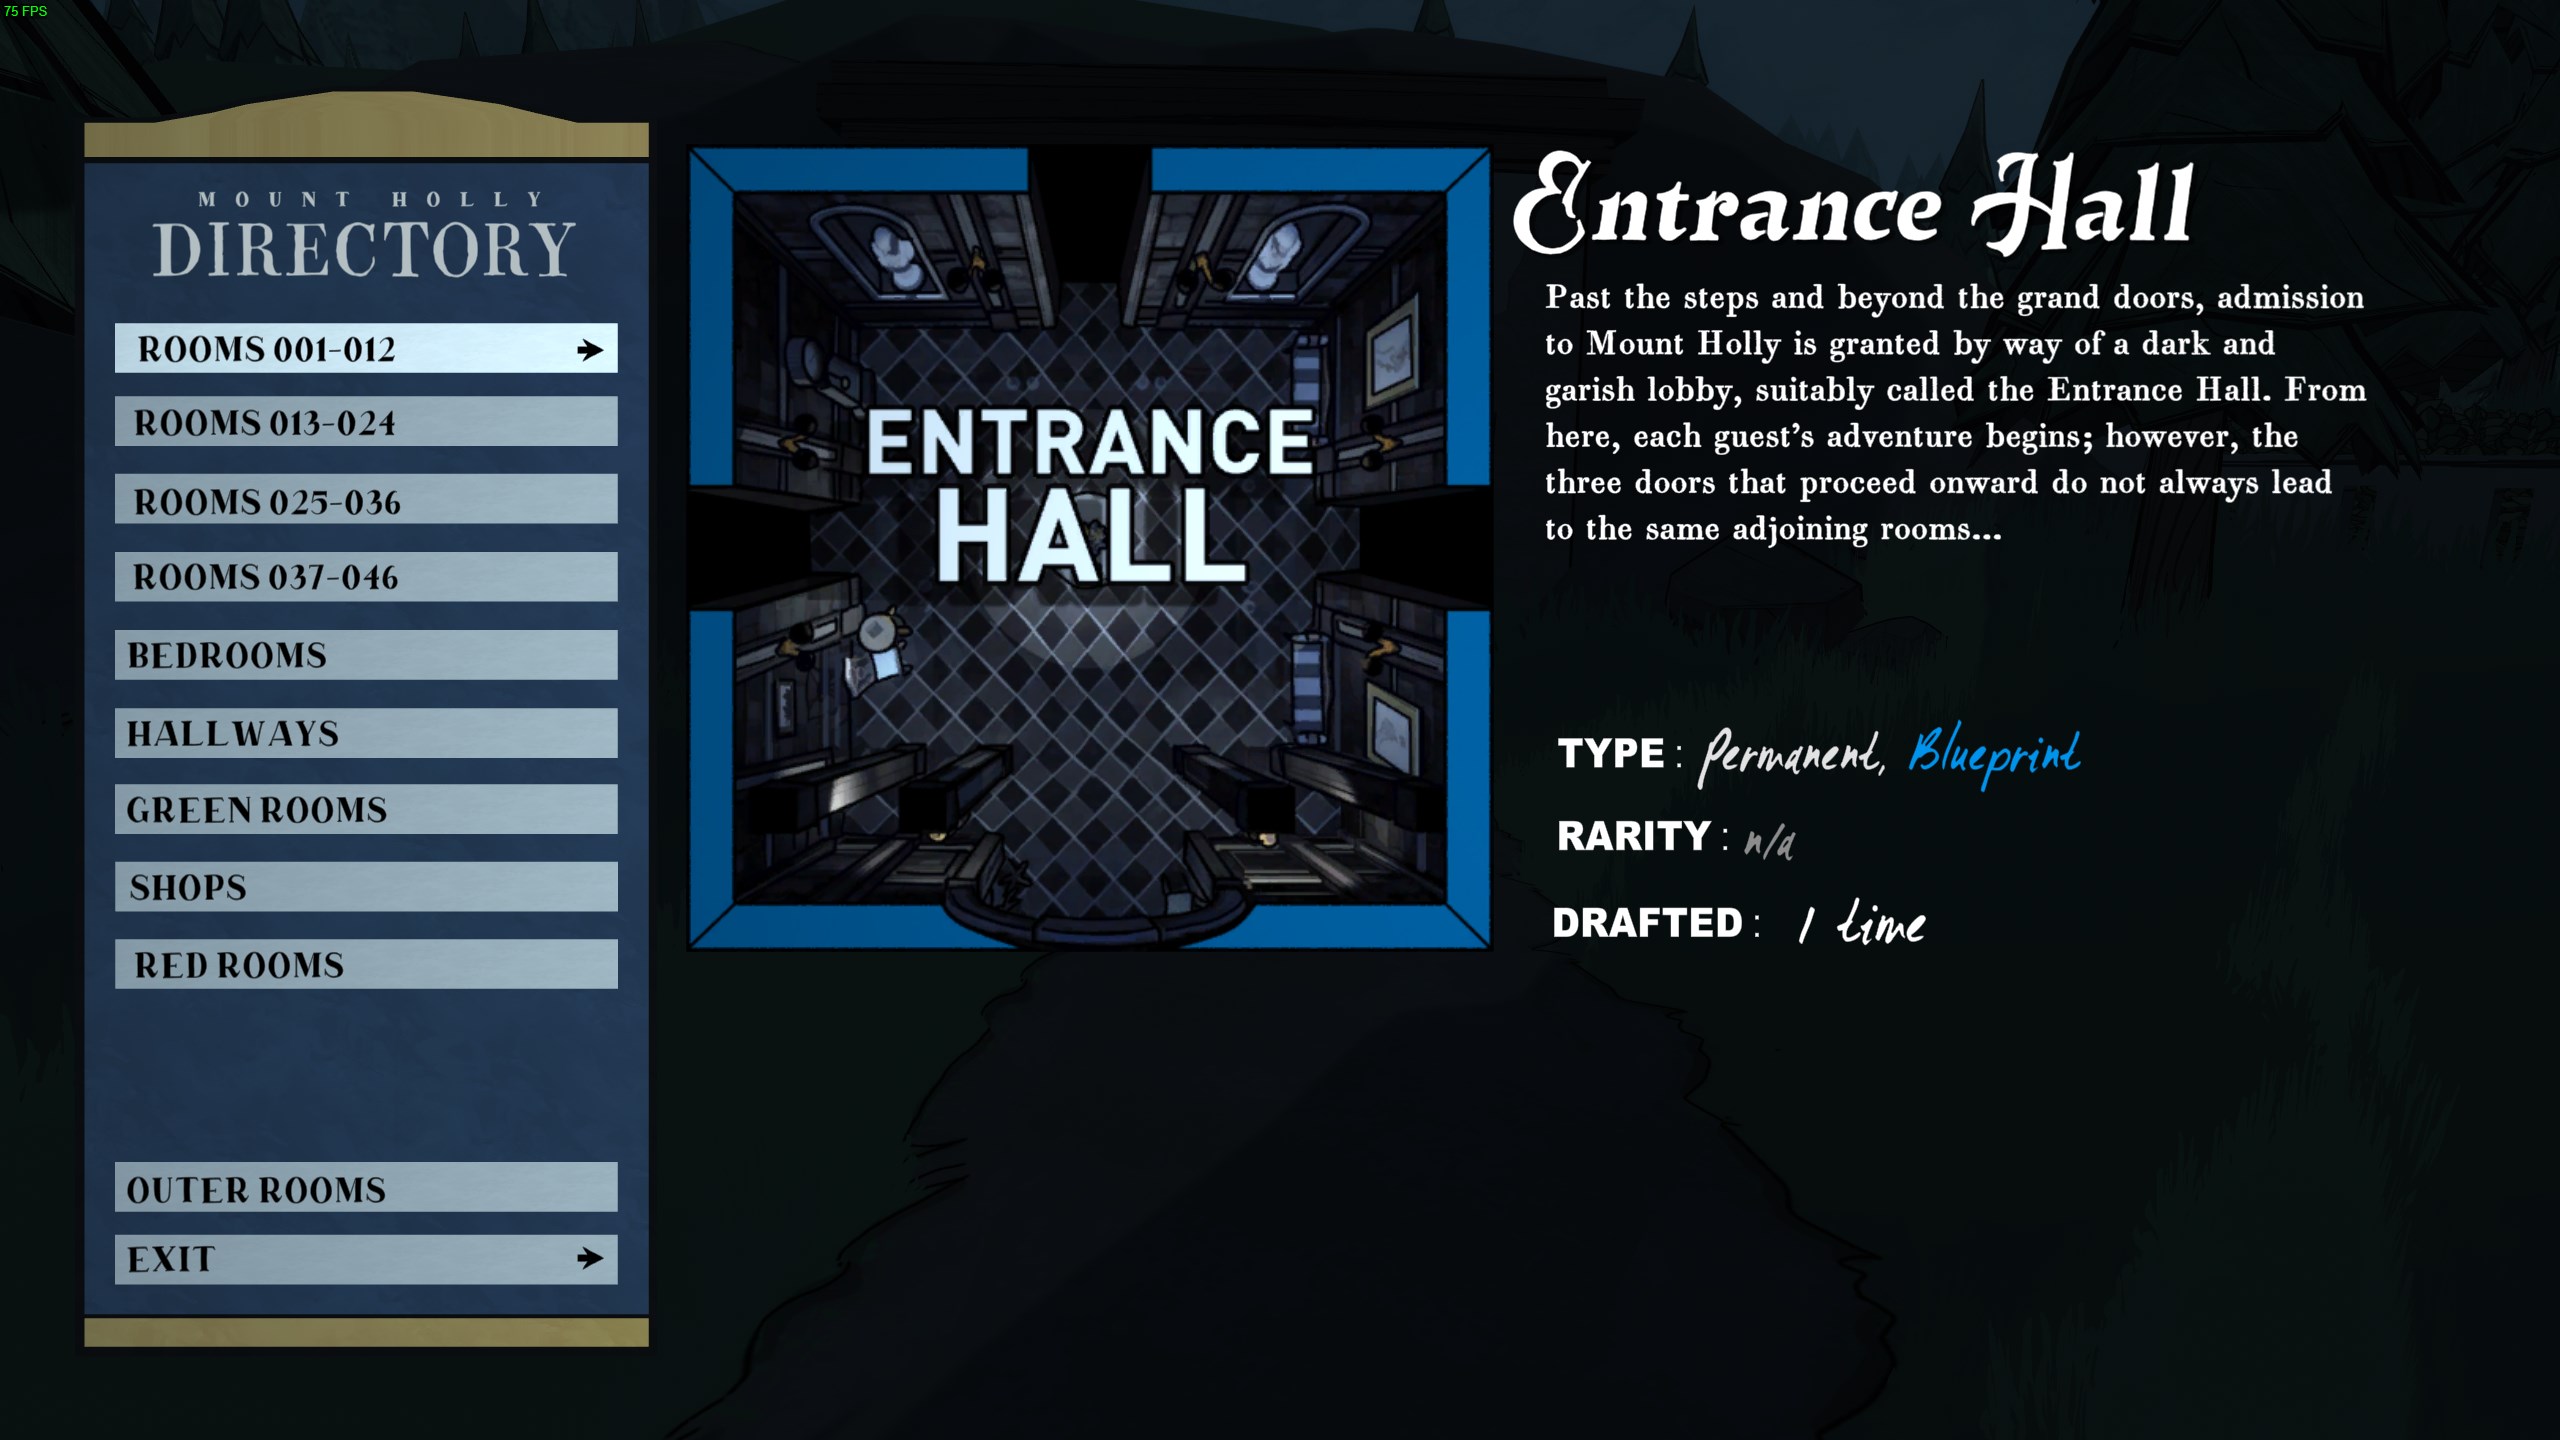 75 FPS
MOUNT HOLLY
DIRECTORY
ROOMS 001-012
ROOMS 013-024
ROOMS 025-036
ROOMS 037-046
BEDROOMS
HALLWAYS
GREEN ROOMS
SHOPS
RED ROOMS
OUTER ROOMS
EXIT
ENTRANCE
HALL
Entrance Hall
Past the steps and beyond the grand doors, admission
to Mount Holly is granted by way of a dark and
garish lobby, suitably called the Entrance Hall. From
here, each guest's adventure begins; however, the
three doors that proceed onward do not always lead
to the same adjoining rooms...
TYPE : Permanent, Blueprint
RARITY : n/a
DRAFTED : 1 time